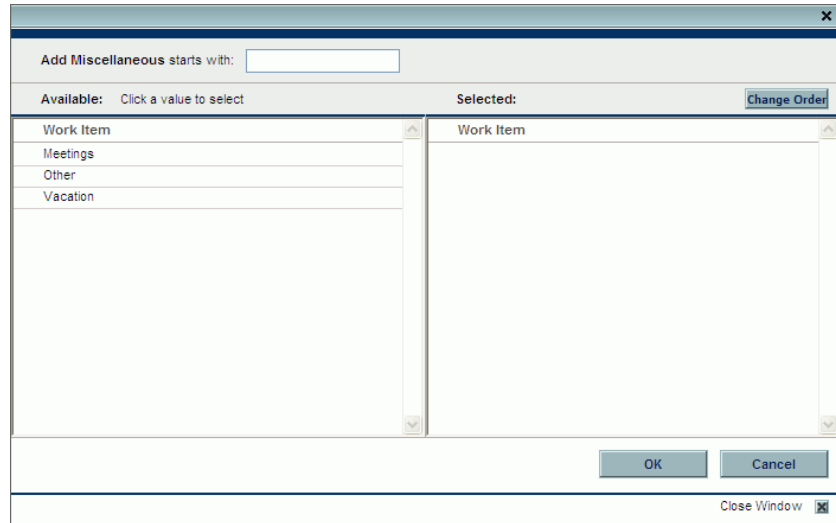 Add Miscellaneous starts with:
Available: Click a value to select Selected: Change Order
Work Item Work Item
Meetings
Other
Vacation
OK Cancel
Close Window